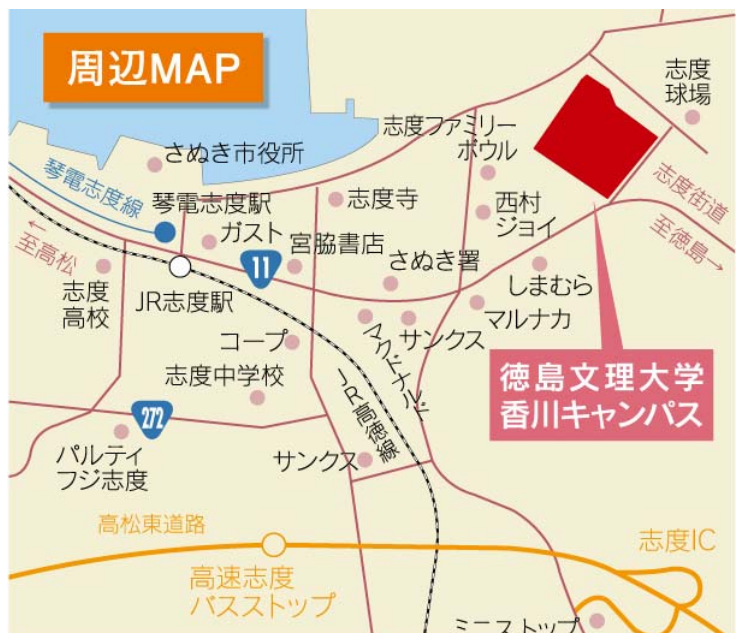 周辺MAP
志度
球場
志度ファミリー
ボウル
さぬき市役所
琴電志度線
琴電志度駅
志度寺
西村
ジョイ
志度街道
至徳島→
←
至高松
ガスト
宮脇書店
11
さぬき署
しまむら
志度
高校
JR志度駅
マルナカ
サンクス
マクドナルド
コープ
志度中学校
JR高徳線
徳島文理大学
香川キャンパス
272
パルティ
フジ志度
サンクス
高松東道路
志度IC
高速志度
バスストップ
ミニストップ